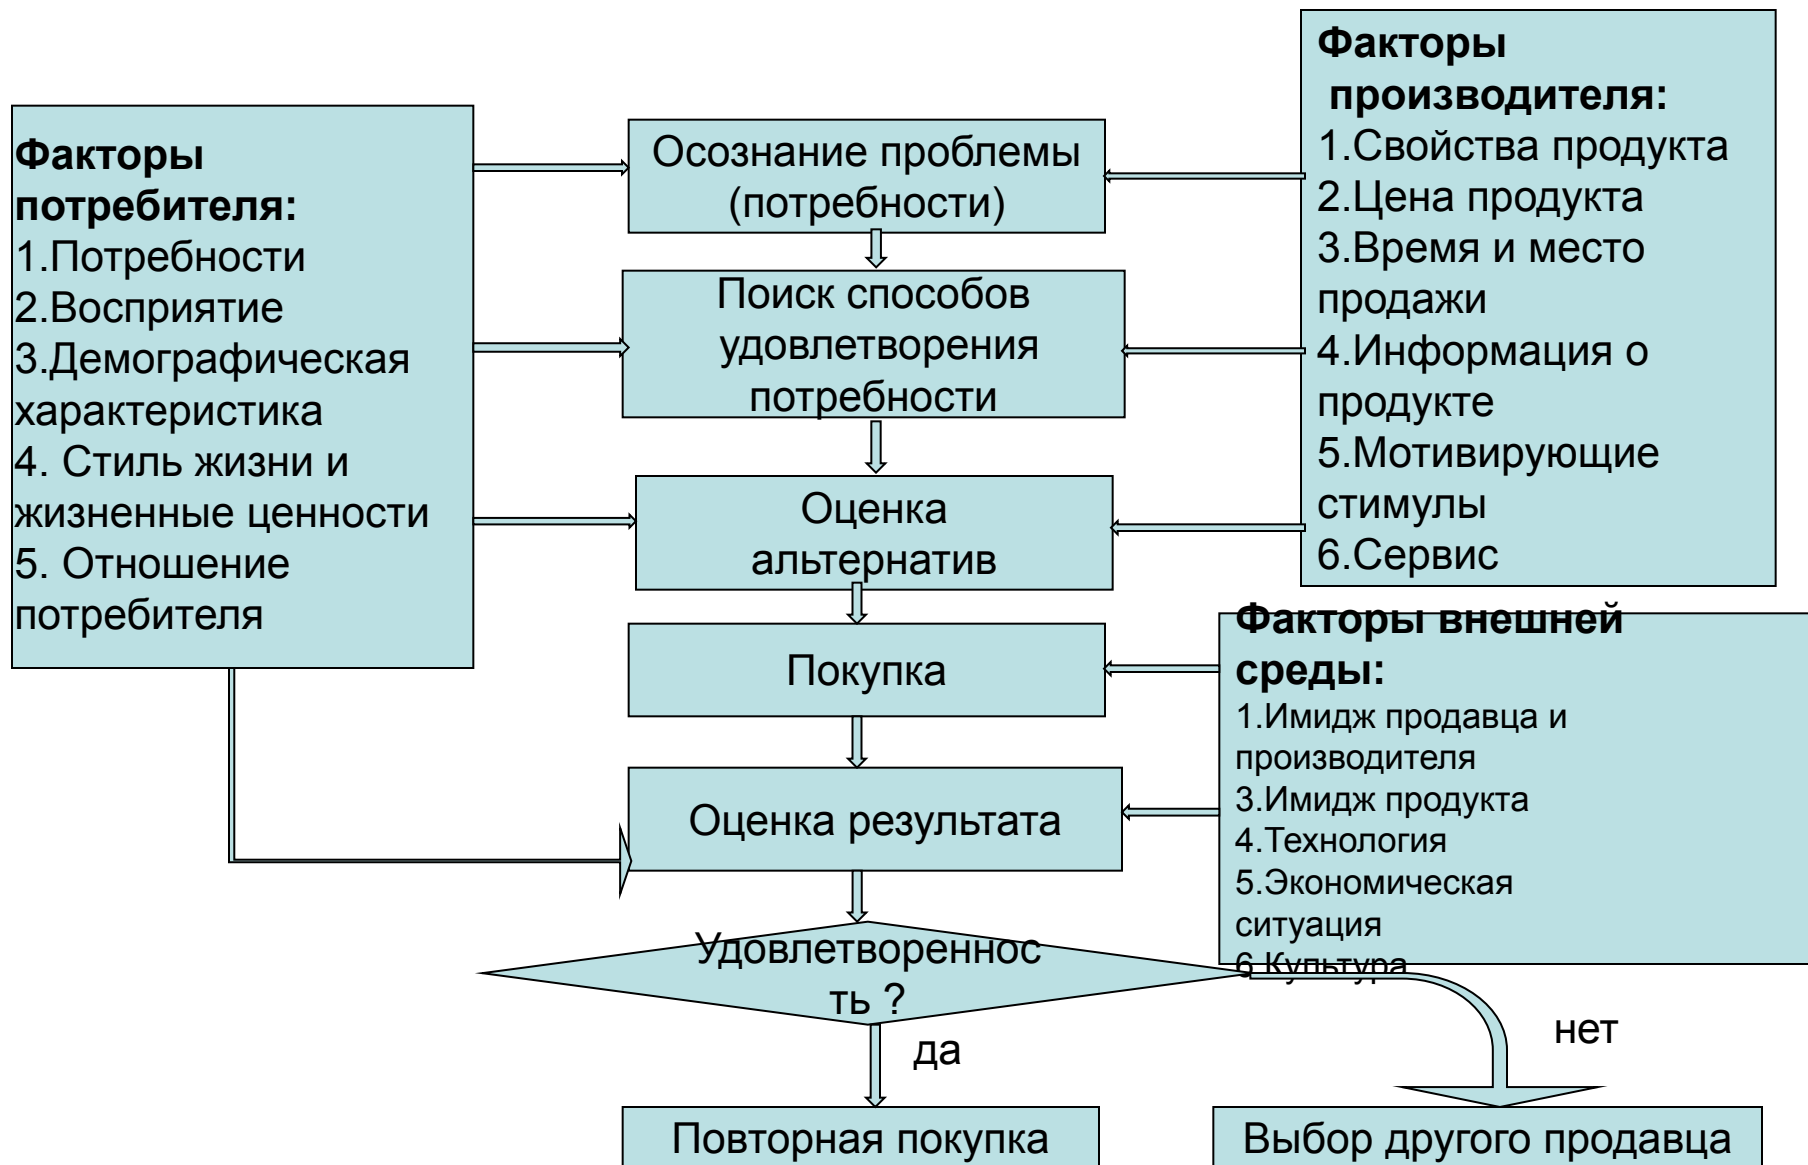 Факторы
потребителя:
1.Потребности
2.Восприятие
3.Демографическая
характеристика
4. Стиль жизни и
жизненные ценности
5. Отношение
потребителя
Осознание проблемы
(потребности)
Поиск способов
удовлетворения
потребности
Оценка
альтернатив
Покупка
Оценка результата
Удовлетвореннос
ть ?
да
нет
Повторная покупка
Выбор другого продавца
Факторы
производителя:
1.Свойства продукта
2.Цена продукта
3.Время и место
продажи
4.Информация о
продукте
5.Мотивирующие
стимулы
6.Сервис
Факторы внешней
среды:
1.Имидж продавца и
производителя
3.Имидж продукта
4.Технология
5.Экономическая
ситуация
6.Культура